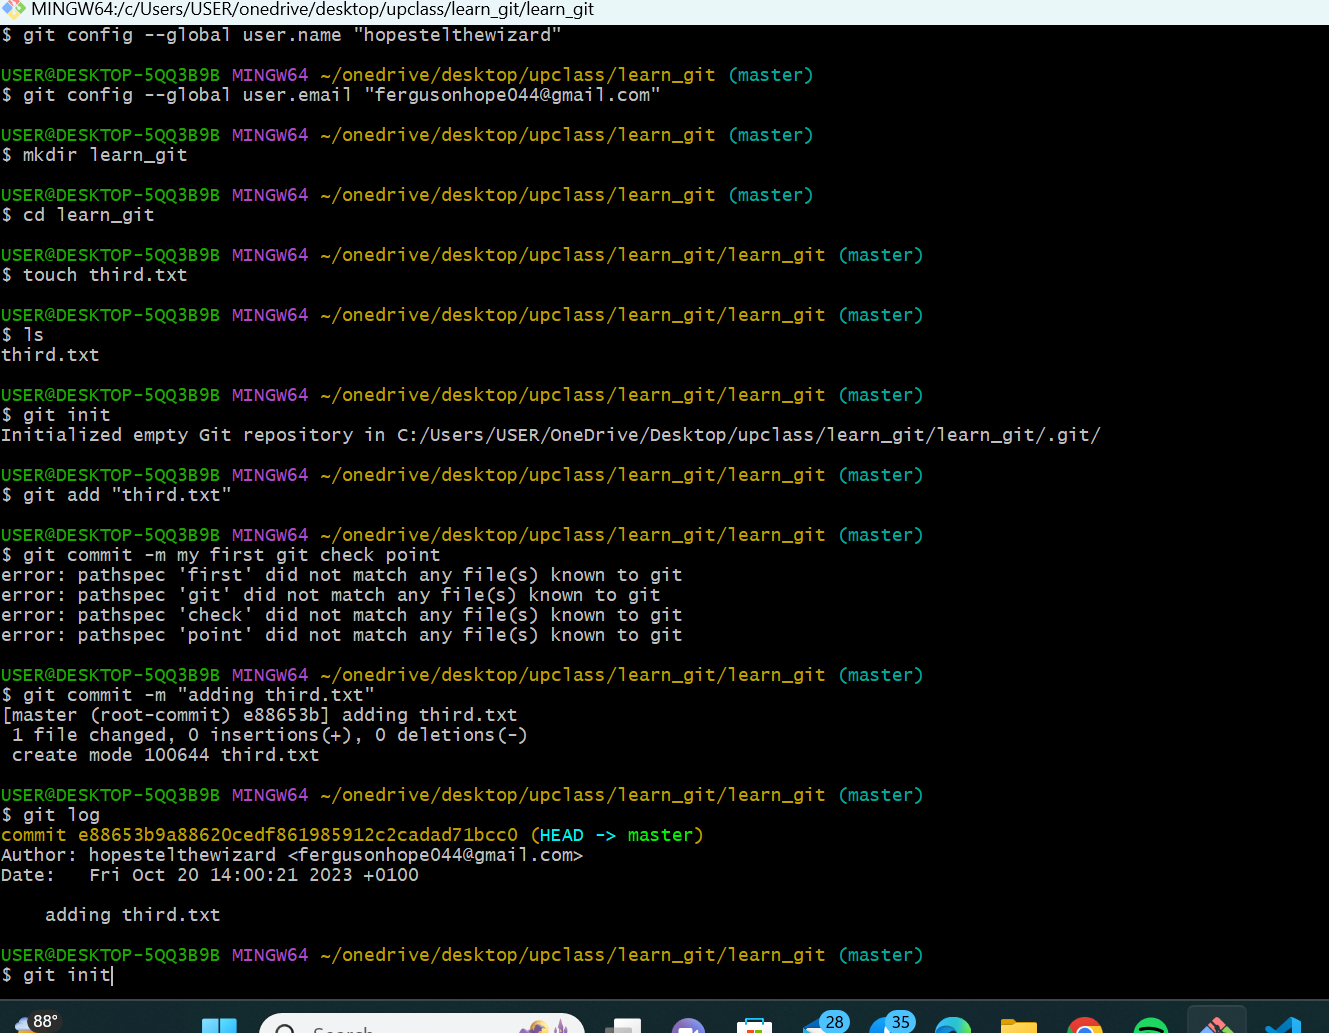 MINGW64:/c/Users/USER/onedrive/desktop/upclass/learn_git/learn_git
$ git config --global user.name "hopestelthewizard"
USER@DESKTOP-5QQ3B9B MINGW64 ~/onedrive/desktop/upclass/learn_git (master)
$ git config --global user.email "fergusonhope044@gmail.com"
USER@DESKTOP-5QQ3B9B MINGW64 ~/onedrive/desktop/upclass/learn_git (master)
$ mkdir learn_git
USER@DESKTOP-5QQ3B9B MINGW64 ~/onedrive/desktop/upclass/learn_git (master)
$ cd learn_git
USER@DESKTOP-5QQ3B9B MINGW64 ~/onedrive/desktop/upclass/learn_git/learn_git (master)
$ touch third.txt
USER@DESKTOP-5QQ3B9B MINGW64 ~/onedrive/desktop/upclass/learn_git/learn_git (master)
$ ls
third.txt
USER@DESKTOP-5QQ3B9B MINGW64 ~/onedrive/desktop/upclass/learn_git/learn_git (master)
$ git init
Initialized empty Git repository in C:/Users/USER/OneDrive/Desktop/upclass/learn_git/learn_git/.git/
USER@DESKTOP-5QQ3B9B MINGW64 ~/onedrive/desktop/upclass/learn_git/learn_git (master)
$ git add "third.txt"
USER@DESKTOP-5QQ3B9B MINGW64 ~/onedrive/desktop/upclass/learn_git/learn_git (master)
$ git commit -m my first git check point
error: pathspec 'first' did not match any file(s) known to git
error: pathspec 'git' did not match any file(s) known to git
error: pathspec 'check' did not match any file(s) known to git
error: pathspec 'point' did not match any file(s) known to git
USER@DESKTOP-5QQ3B9B MINGW64 ~/onedrive/desktop/upclass/learn_git/learn_git (master)
$ git commit -m "adding third.txt"
[master (root-commit) e88653b] adding third.txt
1 file changed, 0 insertions(+), 0 deletions(-)
create mode 100644 third.txt
USER@DESKTOP-5QQ3B9B MINGW64 ~/onedrive/desktop/upclass/learn_git/learn_git (master)
$ git log
commit e88653b9a88620cedf861985912c2cadad71bcc0 (HEAD -> master)
Author: hopestelthewizard <fergusonhope044@gmail.com>
Date:   Fri Oct 20 14:00:21 2023 +0100
adding third.txt
USER@DESKTOP-5QQ3B9B MINGW64 ~/onedrive/desktop/upclass/learn_git/learn_git (master)
$ git init
88° Search 28 35